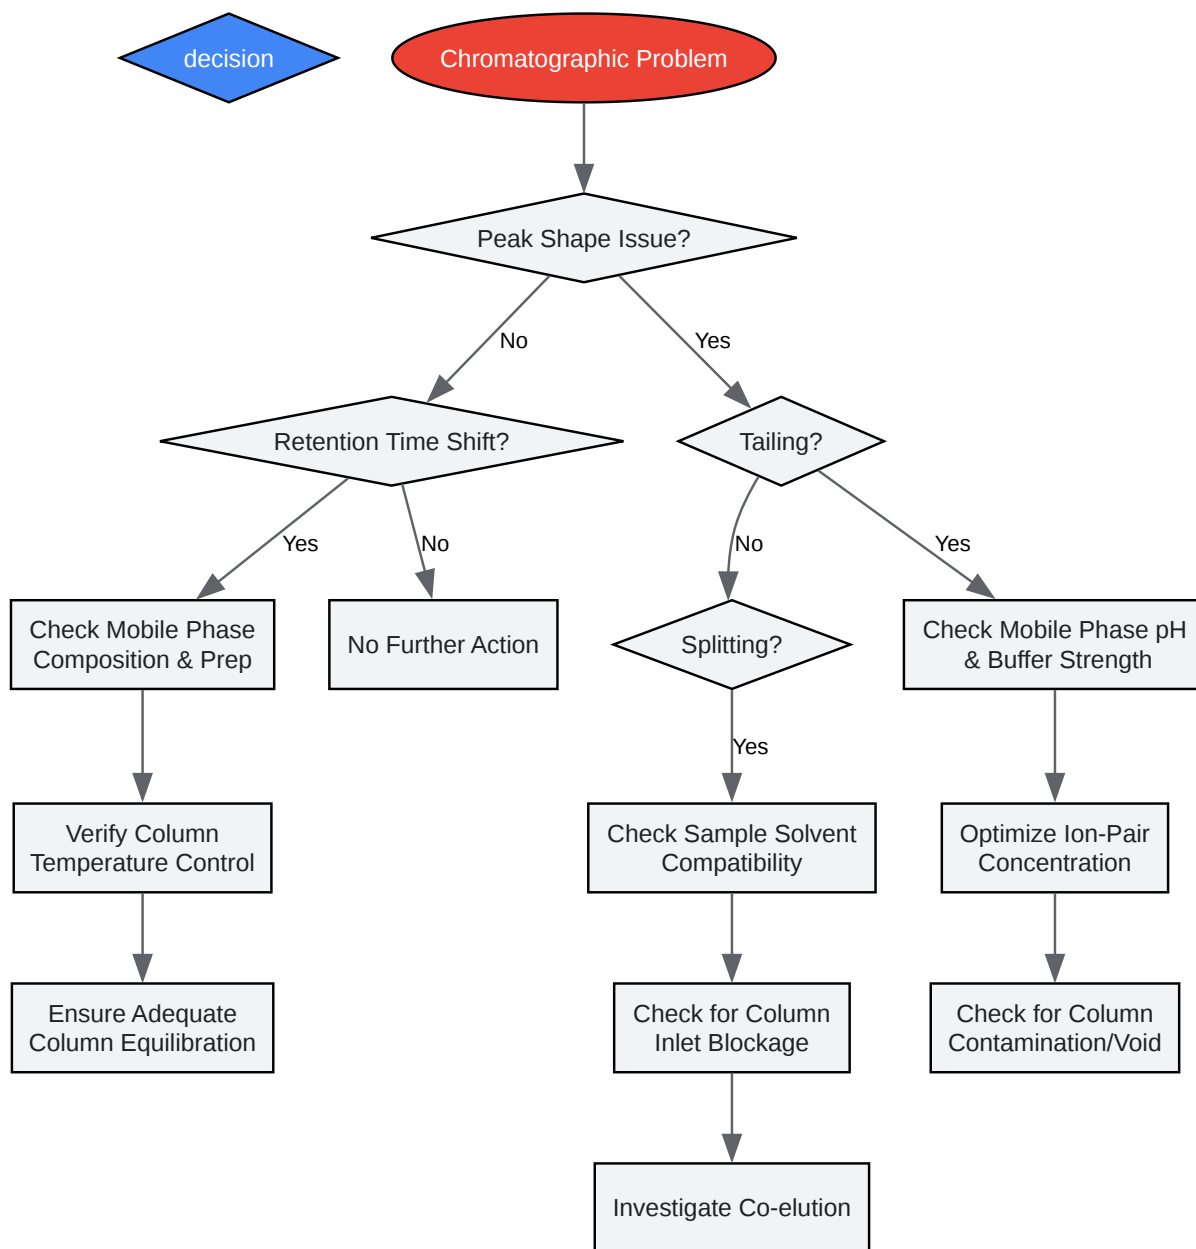 decision
Chromatographic Problem
Peak Shape Issue?
No
Yes
Retention Time Shift?
Tailing?
Yes
No
No
Yes
Check Mobile Phase
Composition & Prep
No Further Action
Splitting?
Check Mobile Phase pH
& Buffer Strength
Yes
Verify Column
Temperature Control
Check Sample Solvent
Compatibility
Optimize Ion-Pair
Concentration
Ensure Adequate
Column Equilibration
Check for Column
Inlet Blockage
Check for Column
Contamination/Void
Investigate Co-elution